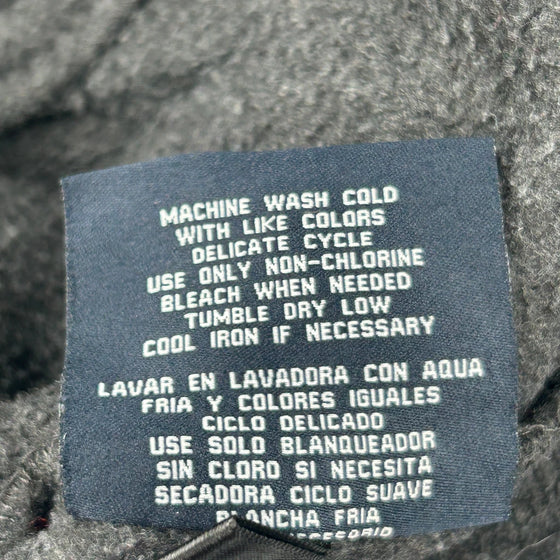 MACHINE WASH COLD
WITH LIKE COLORS
DELICATE CYCLE
USE ONLY NON-CHLORINE
BLEACH WHEN NEEDED
TUMBLE DRY LOW
COOL IRON IF NECESSARY
LAVAR EN LAVADORA CON AQUA
FRIA Y COLORES IGUALES
CICLO DELICADO
USE SOLO BLANQUEADOR
SIN CLORO SI NECESITA
SECADORA CICLO SUAVE
PLANCHA FRIA
NECESARIO